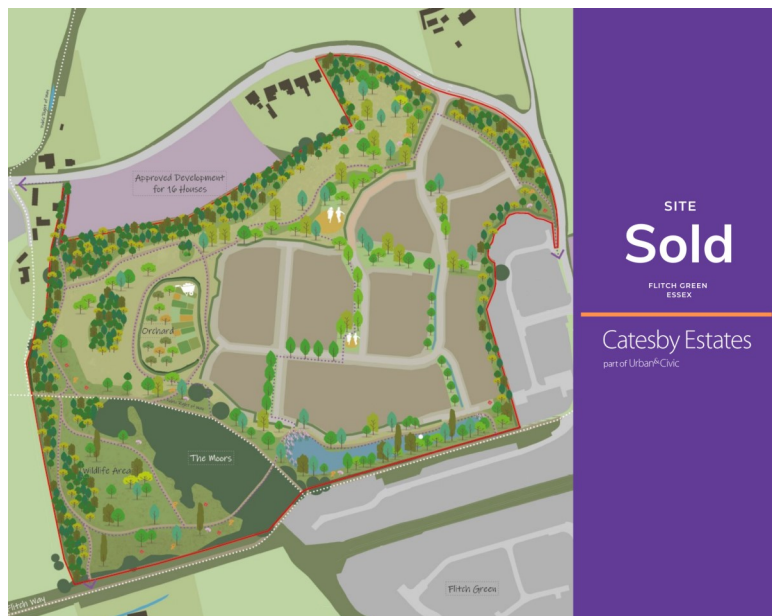 Approved Development
for 16 Houses
Orchard
The Moors
Wildlife Area
Flitch Way
Flitch Green
SITE
Sold
FLITCH GREEN
ESSEX
Catesby Estates
part of Urban&Civic